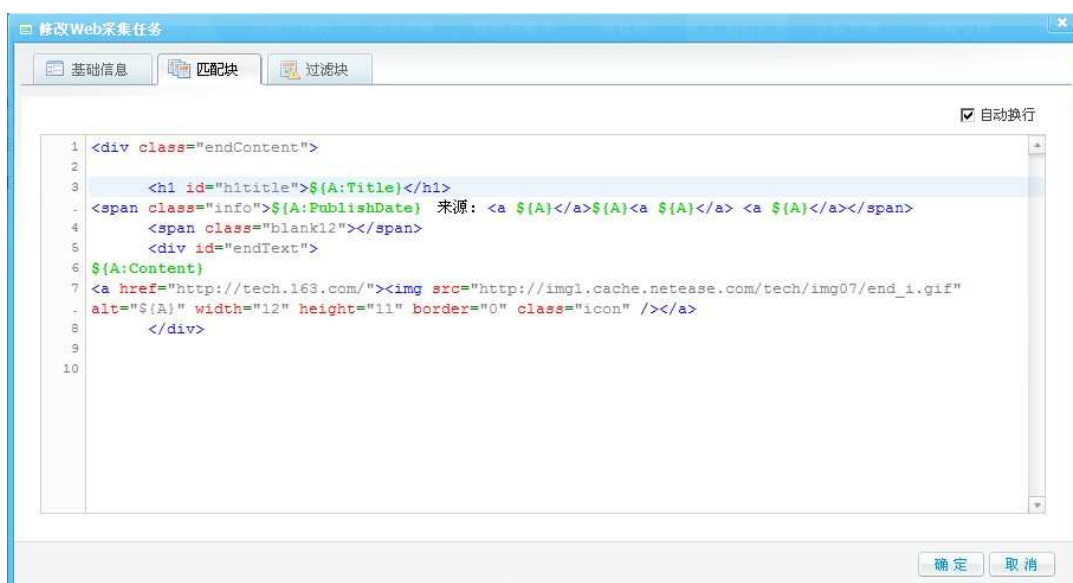 修改Web采集任务
基础信息 匹配块 过滤块
自动换行
1 <div class="endContent">
2
3 <h1 id="h1title">${A:Title}</h1>
- <span class="info">${A:PublishDate} 来源: <a ${A}</a>${A}<a ${A}</a> <a ${A}</a></span>
4 <span class="blank12"></span>
5 <div id="endText">
6 ${A:Content}
7 <a href="http://tech.163.com/"><img src="http://img1.cache.netease.com/tech/img07/end_i.gif"
- alt="${A}" width="12" height="11" border="0" class="icon" /></a>
8 </div>
9
10
确定 取消